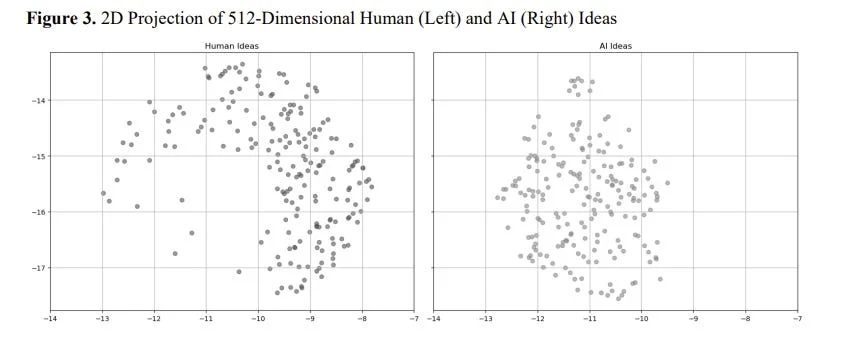 Figure 3. 2D Projection of 512-Dimensional Human (Left) and AI (Right) Ideas
Human Ideas
−14
−15
−16
−17
−14 −13 −12 −11 −10 −9 −8 −7
AI Ideas
−14 −13 −12 −11 −10 −9 −8 −7